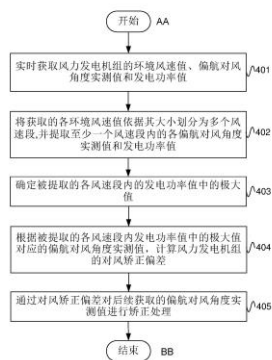 开始 AA
实时获取风力发电机组的环境风速值、偏航对风
角度实测值和发电功率值
401
将获取的各环境风速值依据其大小划分为多个风
速段,并提取至少一个风速段内的各偏航对风角度
实测值和发电功率值
402
确定被提取的各风速段内的发电功率值中的极大
值
403
根据被提取的各风速段内发电功率值中的极大值
对应的偏航对风角度实测值，计算风力发电机组
的对风矫正偏差
404
通过对风矫正偏差对后续获取的偏航对风角度实
测值进行矫正处理
405
结束 BB